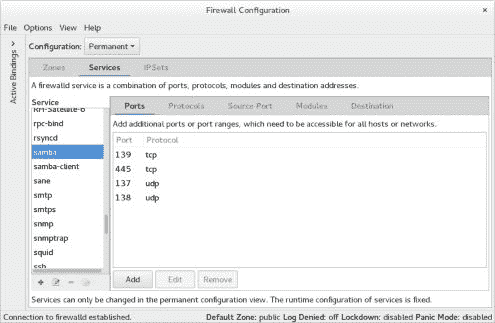 Firewall Configuration
File Options View Help
Active Bindings
Configuration: Permanent
Zones Services IPSets
A firewalld service is a combination of ports, protocols, modules and destination addresses.
Service
RH-Satellite-6
rpc-bind
rsyncd
samba
samba-client
sane
smtp
smtps
snmp
snmptrap
squid
ssh
Ports Protocols Source Port Modules Destination
Add additional ports or port ranges, which need to be accessible for all hosts or networks.
Port Protocol
139 tcp
445 tcp
137 udp
138 udp
Add Edit Remove
Services can only be changed in the permanent configuration view. The runtime configuration of services is fixed.
Connection to firewalld established. Default Zone: public Log Denied: off Lockdown: disabled Panic Mode: disabled